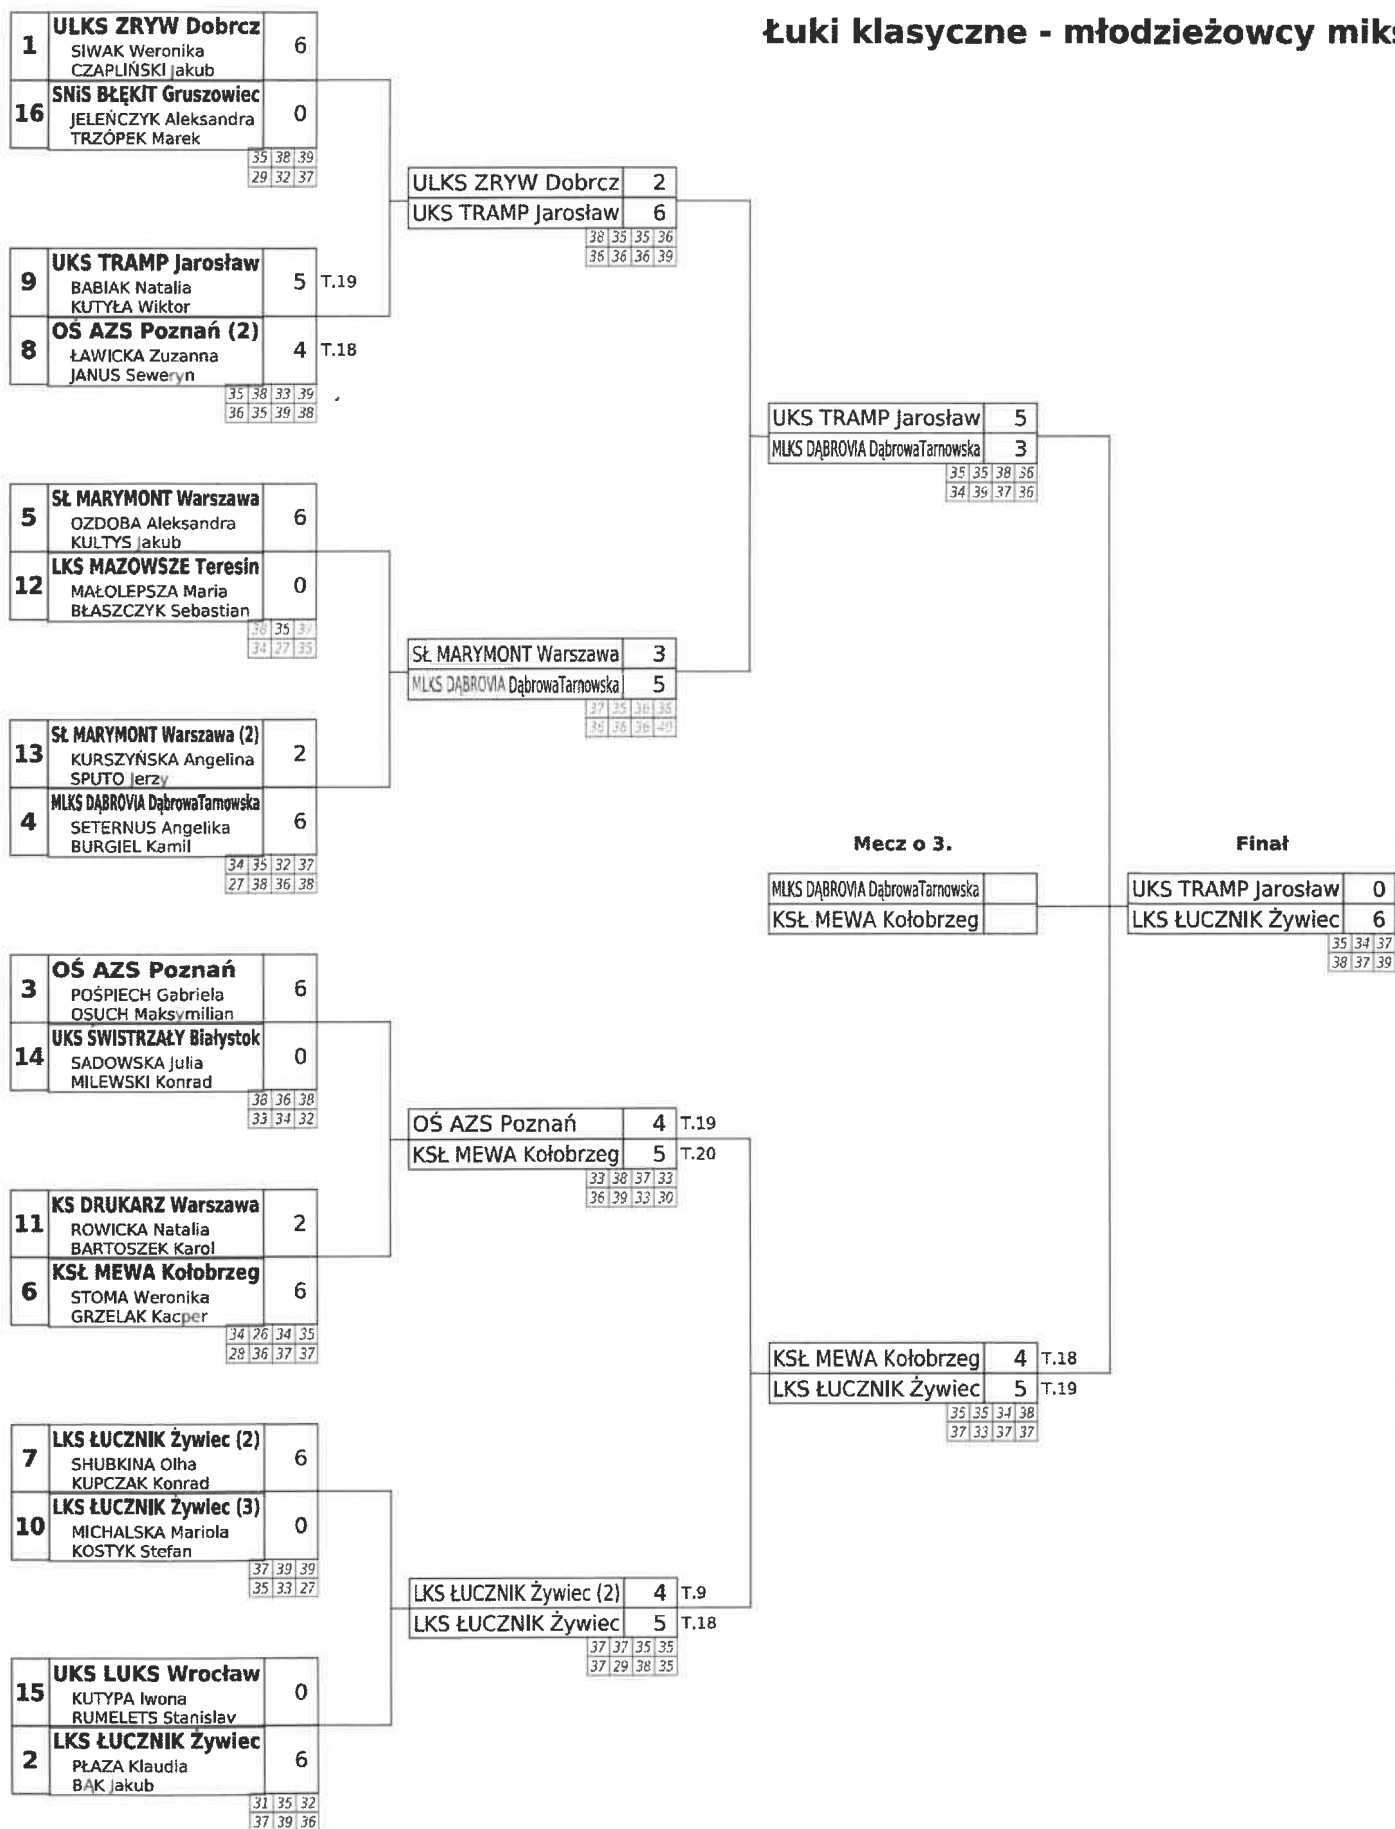 Łuki klasyczne - młodzieżowcy miks
1 ULKS ZRYW Dobrcz 6
SIWAK Weronika
CZAPLIŃSKI Jakub
16 SNiS BŁĘKIT Gruszowiec 0
JELEŃCZYK Aleksandra
TRZÓPEK Marek
35 38 39
29 32 37
9 UKS TRAMP Jarosław 5 T.19
BABIAK Natalia
KUTYŁA Wiktor
8 OŚ AZS Poznań (2) 4 T.18
ŁAWICKA Zuzanna
JANUS Seweryn
35 38 33 39
36 35 39 38
5 SŁ MARYMONT Warszawa 6
OZDOBA Aleksandra
KULTYS Jakub
12 LKS MAZOWSZE Teresin 0
MAŁOLEPSZA Maria
BŁASZCZYK Sebastian
36 35 37
34 27 35
13 SŁ MARYMONT Warszawa (2) 2
KURSZYŃSKA Angelina
SPUTO Jerzy
4 MLKS DĄBROVIA DąbrowaTarnowska 6
SETERNUS Angelika
BURGIEL Kamil
34 35 32 37
27 38 36 38
3 OŚ AZS Poznań 6
POŚPIECH Gabriela
OSUCH Maksymilian
14 UKS ŚWISTRZAŁY Białystok 0
SADOWSKA Julia
MILEWSKI Konrad
38 36 38
33 34 32
11 KS DRUKARZ Warszawa 2
ROWICKA Natalia
BARTOSZEK Karol
6 KSŁ MEWA Kołobrzeg 6
STOMA Weronika
GRZELAK Kacper
34 26 34 35
28 36 37 37
7 LKS ŁUCZNIK Żywiec (2) 6
SHUBKINA Olha
KUPCZAK Konrad
10 LKS ŁUCZNIK Żywiec (3) 0
MICHALSKA Mariola
KOSTYK Stefan
37 39 39
35 33 27
15 UKS LUKS Wrocław 0
KUTYPA Iwona
RUMELETS Stanislav
2 LKS ŁUCZNIK Żywiec 6
PŁAZA Klaudia
BĄK Jakub
31 35 32
37 39 36
ULKS ZRYW Dobrcz 2
UKS TRAMP Jarosław 6
38 35 35 36
36 36 36 39
SŁ MARYMONT Warszawa 3
MLKS DĄBROVIA DąbrowaTarnowska 5
37 35 36 36
36 36 36 40
OŚ AZS Poznań 4 T.19
KSŁ MEWA Kołobrzeg 5 T.20
33 38 37 33
36 39 33 30
LKS ŁUCZNIK Żywiec (2) 4 T.9
LKS ŁUCZNIK Żywiec 5 T.18
37 37 35 35
37 29 38 35
UKS TRAMP Jarosław 5
MLKS DĄBROVIA DąbrowaTarnowska 3
35 35 38 36
34 39 37 36
KSŁ MEWA Kołobrzeg 4 T.18
LKS ŁUCZNIK Żywiec 5 T.19
35 35 34 38
37 33 37 37
Mecz o 3.
MLKS DĄBROVIA DąbrowaTarnowska
KSŁ MEWA Kołobrzeg
Finał
UKS TRAMP Jarosław 0
LKS ŁUCZNIK Żywiec 6
35 34 37
38 37 39